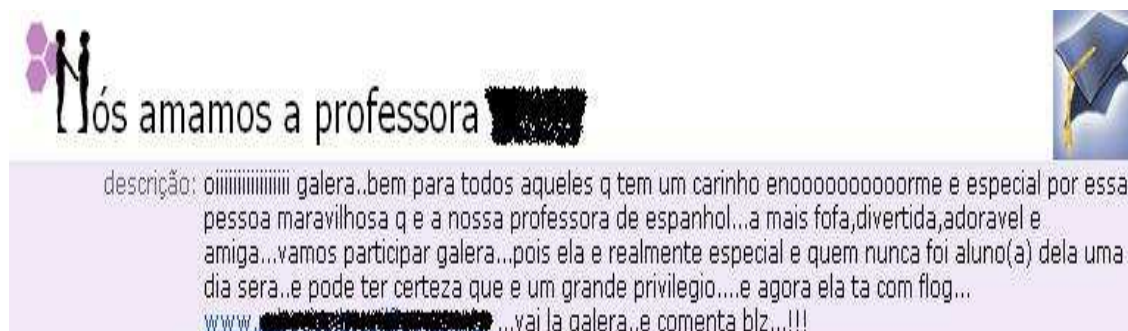 Nós amamos a professora
descrição: oiiiiiiiiiiiiiiiiii galera..bem para todos aqueles q tem um carinho enooooooooooorme e especial por essa
pessoa maravilhosa q e a nossa professora de espanhol...a mais fofa,divertida,adoravel e
amiga...vamos participar galera...pois ela e realmente especial e quem nunca foi aluno(a) dela uma
dia sera..e pode ter certeza que e um grande privilegio....e agora ela ta com flog...
www. ...vai la galera..e comenta blz...!!!